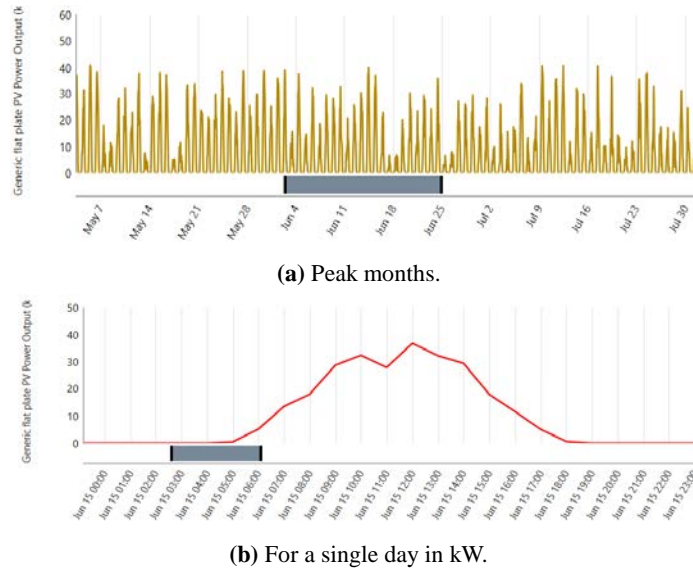 Generic flat plate PV Power Output (k
60
50
40
30
20
10
0
May 7
May 14
May 21
May 28
Jun 4
Jun 11
Jun 18
Jun 25
Jul 2
Jul 9
Jul 16
Jul 23
Jul 30
(a) Peak months.
Generic flat plate PV Power Output (k
50
40
30
20
10
0
Jun 15 00:00
Jun 15 01:00
Jun 15 02:00
Jun 15 03:00
Jun 15 04:00
Jun 15 05:00
Jun 15 06:00
Jun 15 07:00
Jun 15 08:00
Jun 15 09:00
Jun 15 10:00
Jun 15 11:00
Jun 15 12:00
Jun 15 13:00
Jun 15 14:00
Jun 15 15:00
Jun 15 16:00
Jun 15 17:00
Jun 15 18:00
Jun 15 19:00
Jun 15 20:00
Jun 15 21:00
Jun 15 22:00
Jun 15 23:00
(b) For a single day in kW.